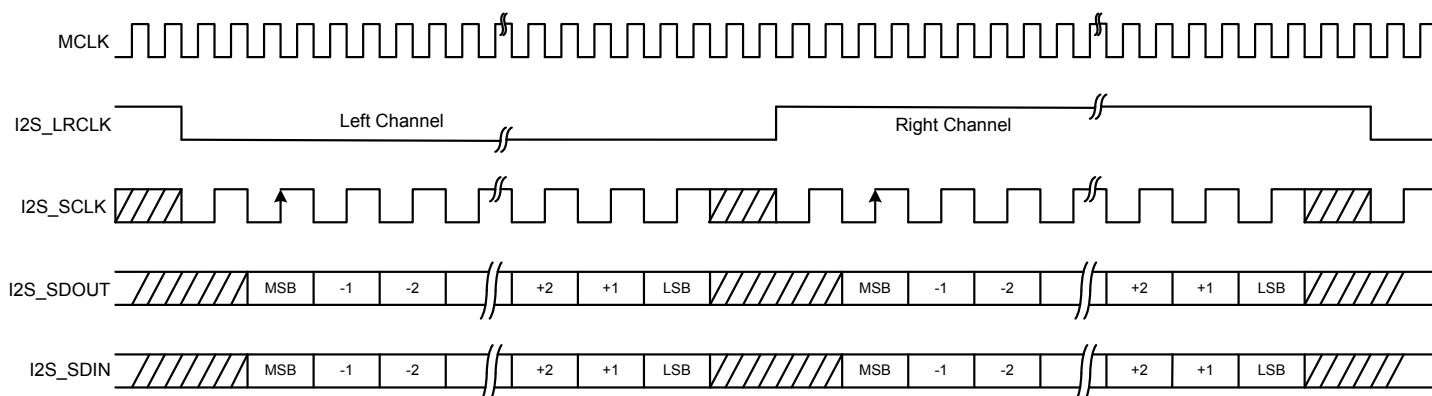 MCLK
I2S_LRCLK Left Channel Right Channel
I2S_SCLK
I2S_SDOUT MSB -1 -2 +2 +1 LSB MSB -1 -2 +2 +1 LSB
I2S_SDIN MSB -1 -2 +2 +1 LSB MSB -1 -2 +2 +1 LSB